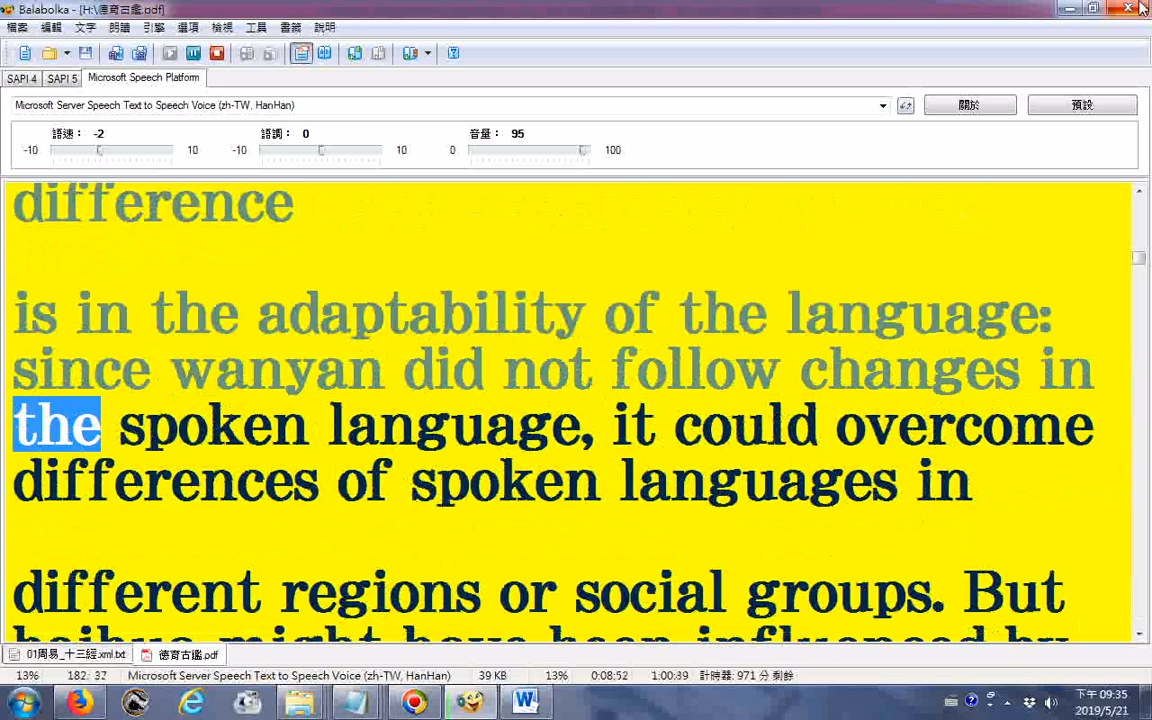 Balabolka - [H:\德育古鑑.pdf]
檔案 編輯 文字 朗讀 引擎 選項 檢視 工具 書籤 說明
SAPI 4 SAPI 5 Microsoft Speech Platform
Microsoft Server Speech Text to Speech Voice (zh-TW, HanHan) 關於 預設
語速： -2 語調： 0 音量： 95
-10 10 -10 10 0 100
difference
is in the adaptability of the language:
since wanyan did not follow changes in
the spoken language, it could overcome
differences of spoken languages in
different regions or social groups. But
baihua might have been influenced by
01周易_十三經.xml.txt 德育古鑑.pdf
13% 182: 37 Microsoft Server Speech Text to Speech Voice (zh-TW, HanHan) 39 KB 13% 0:08:52 1:00:39 計時器: 971 分 剩餘
下午 09:35
2019/5/21